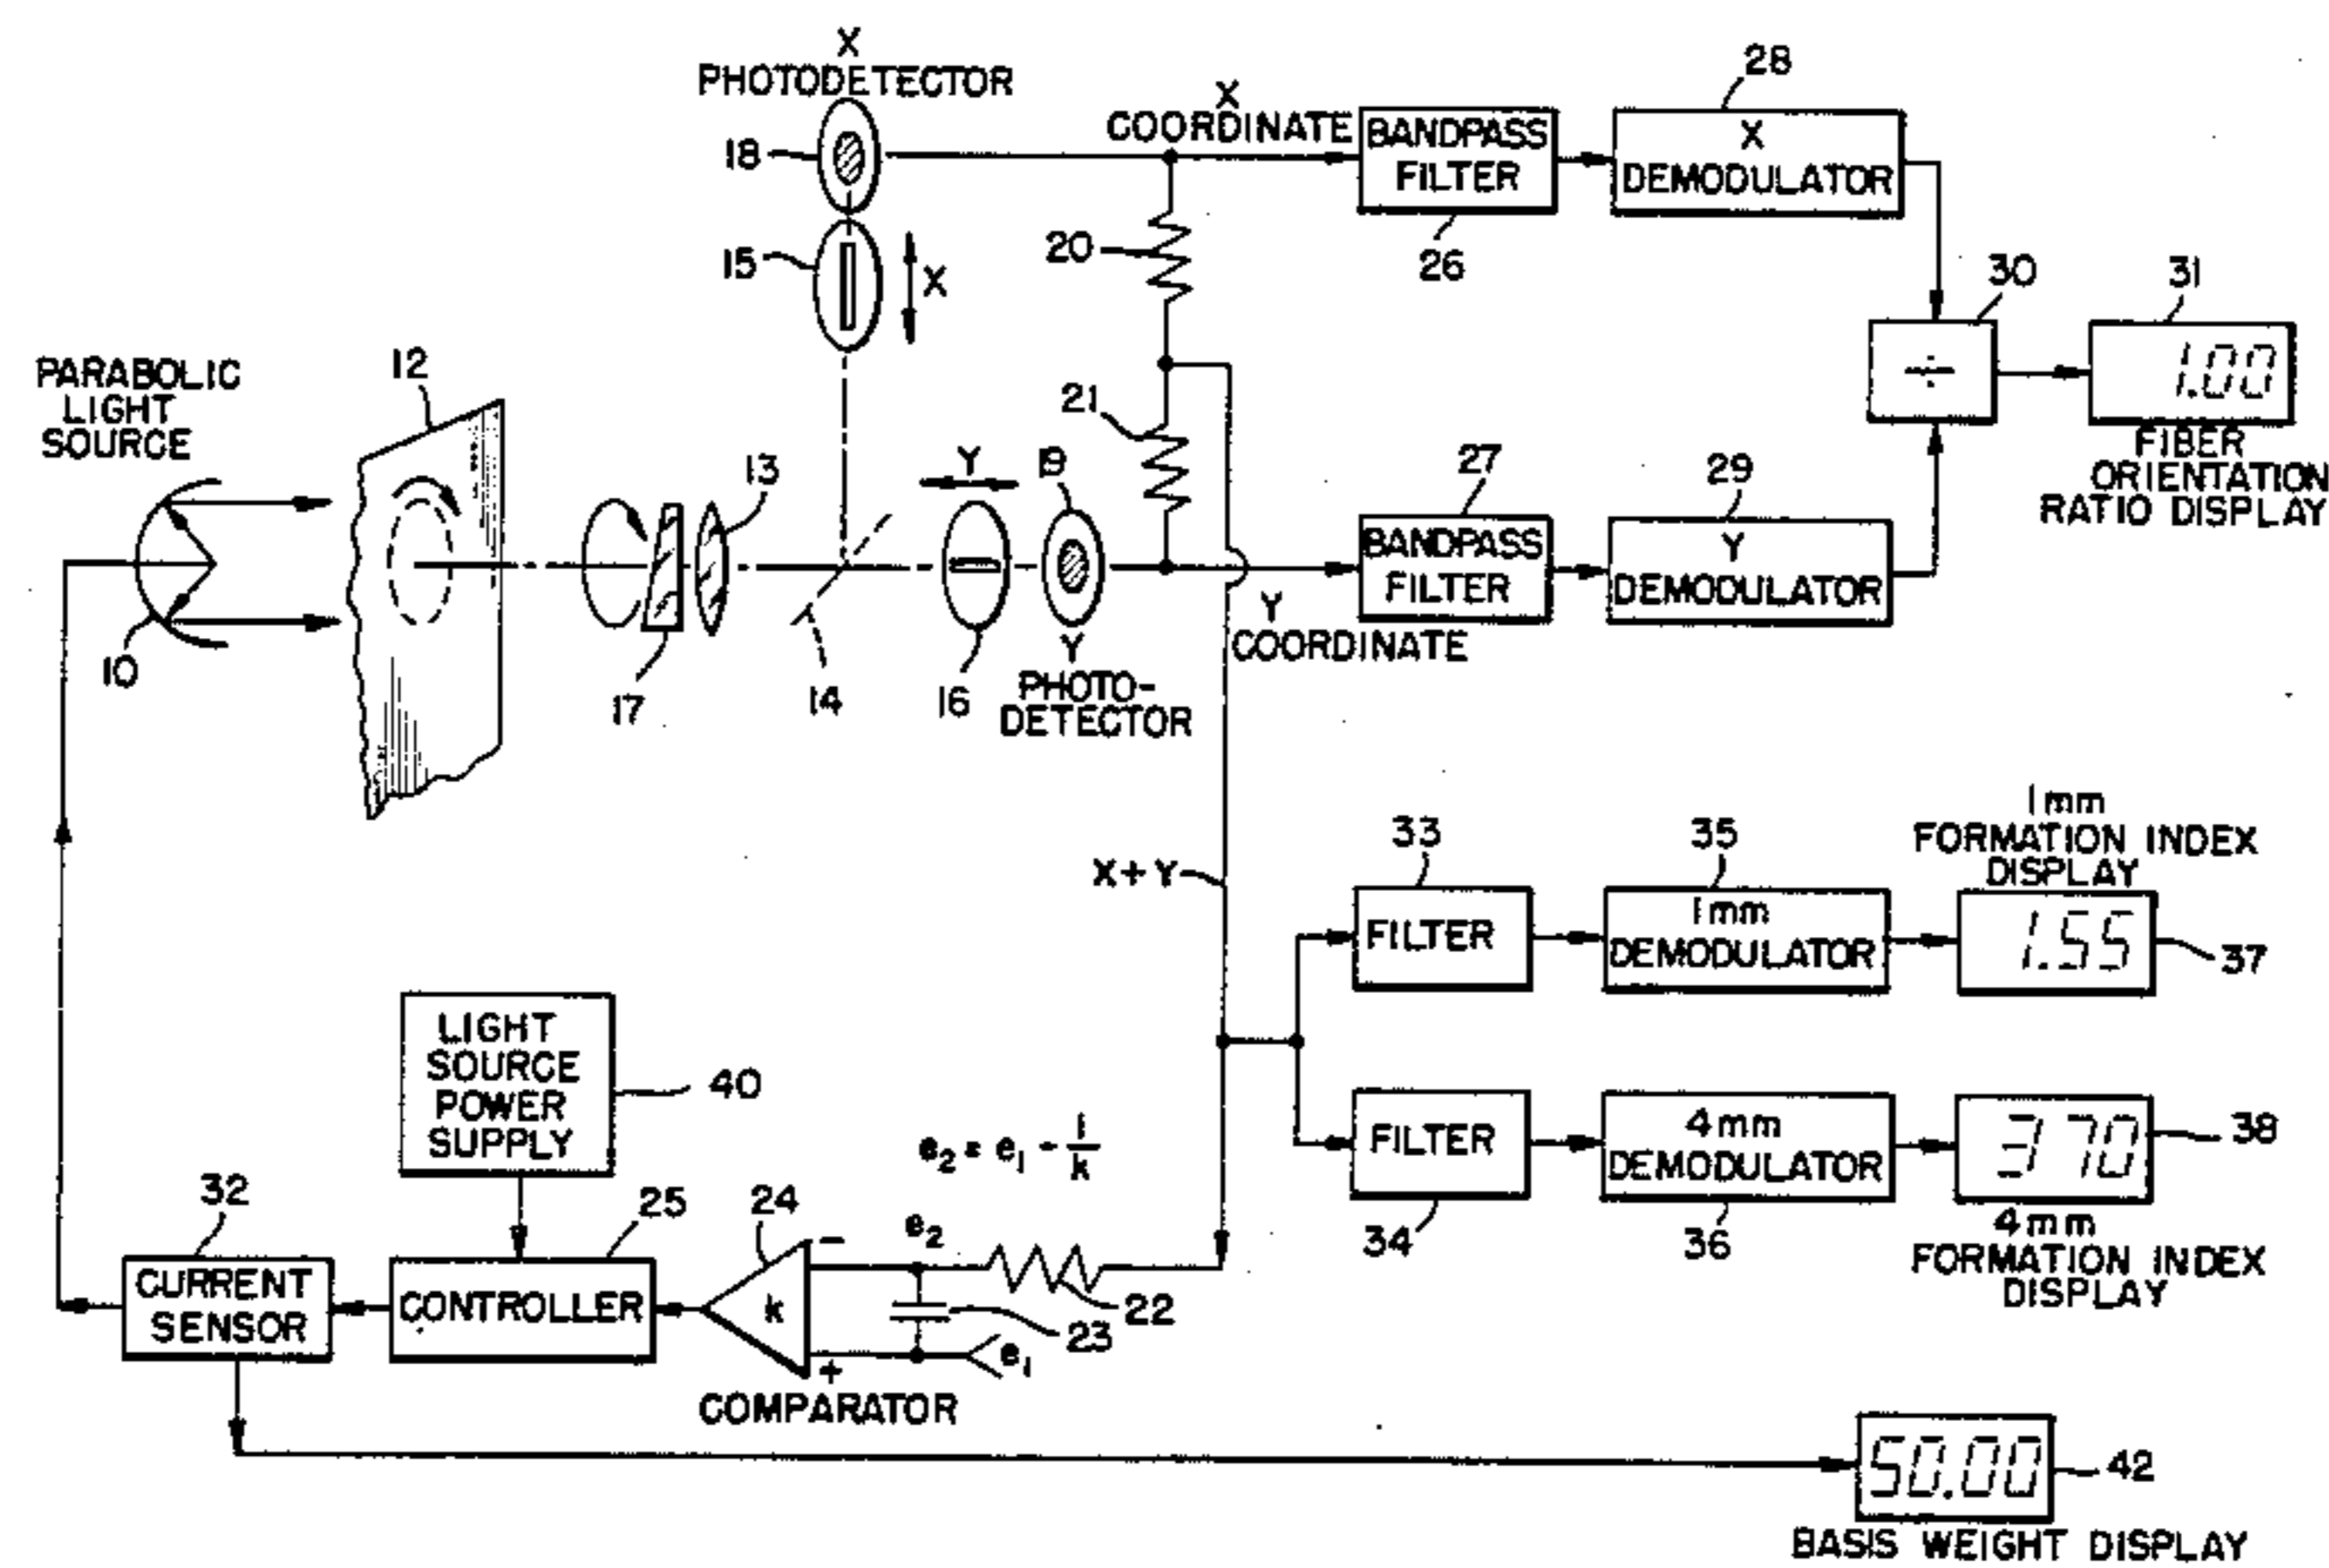 X
PHOTODETECTOR
18
15
X
X
COORDINATE
20
BANDPASS
FILTER
26
28
X
DEMODULATOR
30
÷
31
1.00
FIBER
ORIENTATION
RATIO DISPLAY
PARABOLIC
LIGHT
SOURCE
10
12
17
13
14
Y
16
19
Y
PHOTO-
DETECTOR
21
Y
COORDINATE
27
BANDPASS
FILTER
29
Y
DEMODULATOR
X+Y
33
FILTER
35
1mm
DEMODULATOR
1mm
FORMATION INDEX
DISPLAY
1.55
37
FILTER
34
4mm
DEMODULATOR
36
3 70
38
4mm
FORMATION INDEX
DISPLAY
LIGHT
SOURCE
POWER
SUPPLY
40
e2 = e1 - 1/k
32
CURRENT
SENSOR
25
CONTROLLER
24
k
-
+
e2
22
23
e1
COMPARATOR
50.00
42
BASIS WEIGHT DISPLAY